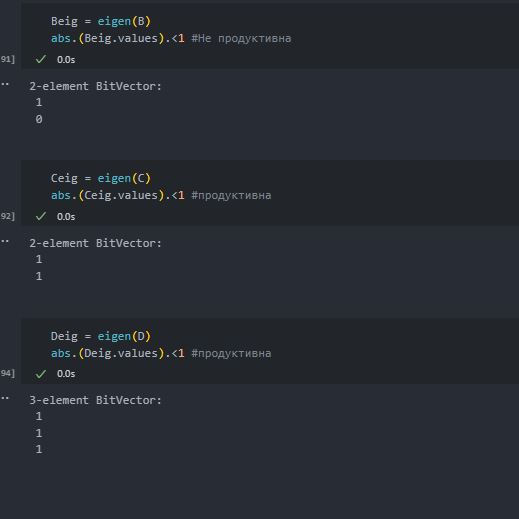 Beig = eigen(B)
abs.(Beig.values).<1 #Не продуктивна
91] ✓ 0.0s
2-element BitVector:
1
0
Ceig = eigen(C)
abs.(Ceig.values).<1 #продуктивна
92] ✓ 0.0s
2-element BitVector:
1
1
Deig = eigen(D)
abs.(Deig.values).<1 #продуктивна
94] ✓ 0.0s
3-element BitVector:
1
1
1